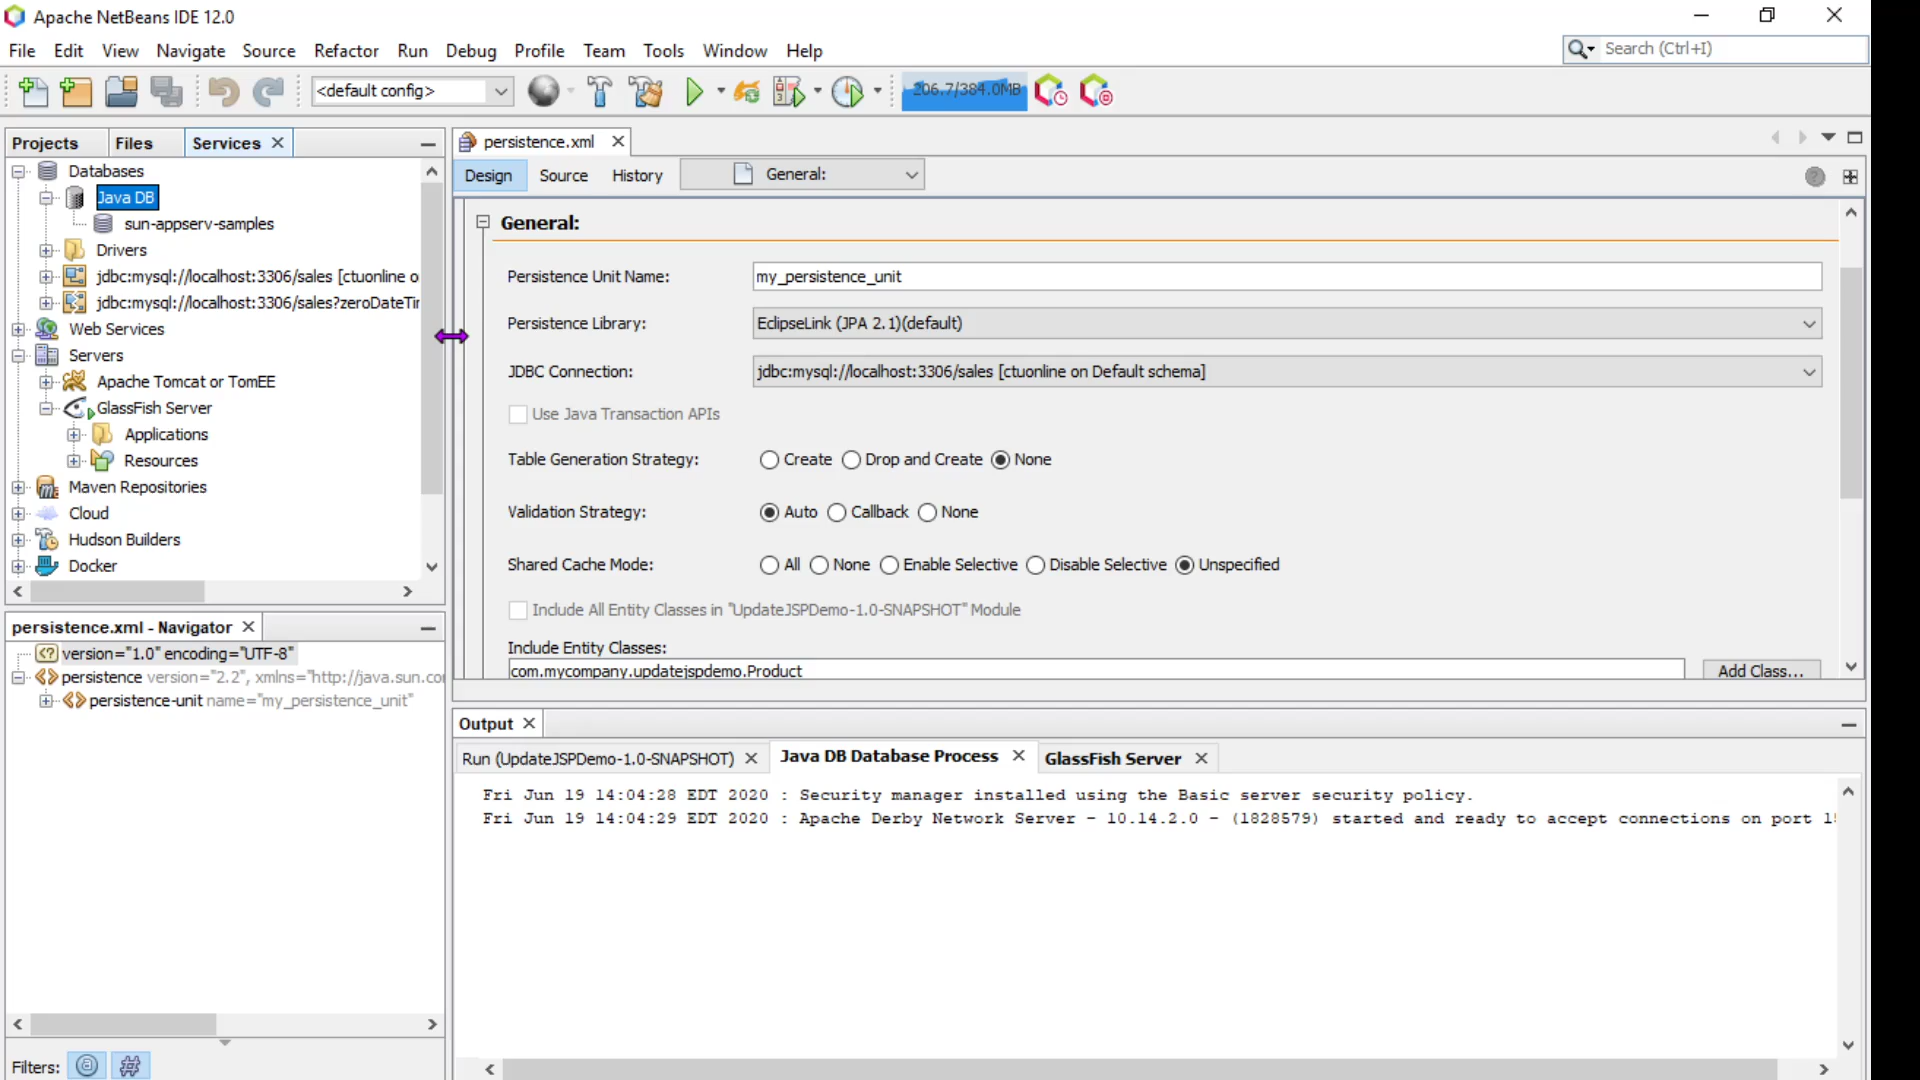 Apache NetBeans IDE 12.0
File Edit View Navigate Source Refactor Run Debug Profile Team Tools Window Help
Search (Ctrl+I)
<default config>
206.7/384.0MB
Projects Files Services
Databases
Java DB
sun-appserv-samples
Drivers
jdbc:mysql://localhost:3306/sales [ctuonline o
jdbc:mysql://localhost:3306/sales?zeroDateTi
Web Services
Servers
Apache Tomcat or TomEE
GlassFish Server
Applications
Resources
Maven Repositories
Cloud
Hudson Builders
Docker
persistence.xml - Navigator
version="1.0" encoding="UTF-8"
persistence version="2.2", xmlns="http://java.sun.co
persistence-unit name="my_persistence_unit"
Filters:
persistence.xml
Design Source History General:
General:
Persistence Unit Name: my_persistence_unit
Persistence Library: EclipseLink (JPA 2.1)(default)
JDBC Connection: jdbc:mysql://localhost:3306/sales [ctuonline on Default schema]
Use Java Transaction APIs
Table Generation Strategy: Create Drop and Create None
Validation Strategy: Auto Callback None
Shared Cache Mode: All None Enable Selective Disable Selective Unspecified
Include All Entity Classes in "UpdateJSPDemo-1.0-SNAPSHOT" Module
Include Entity Classes:
com.mycompany.updatejspdemo.Product Add Class...
Output
Run (UpdateJSPDemo-1.0-SNAPSHOT) Java DB Database Process GlassFish Server
Fri Jun 19 14:04:28 EDT 2020 : Security manager installed using the Basic server security policy.
Fri Jun 19 14:04:29 EDT 2020 : Apache Derby Network Server - 10.14.2.0 - (1828579) started and ready to accept connections on port 1